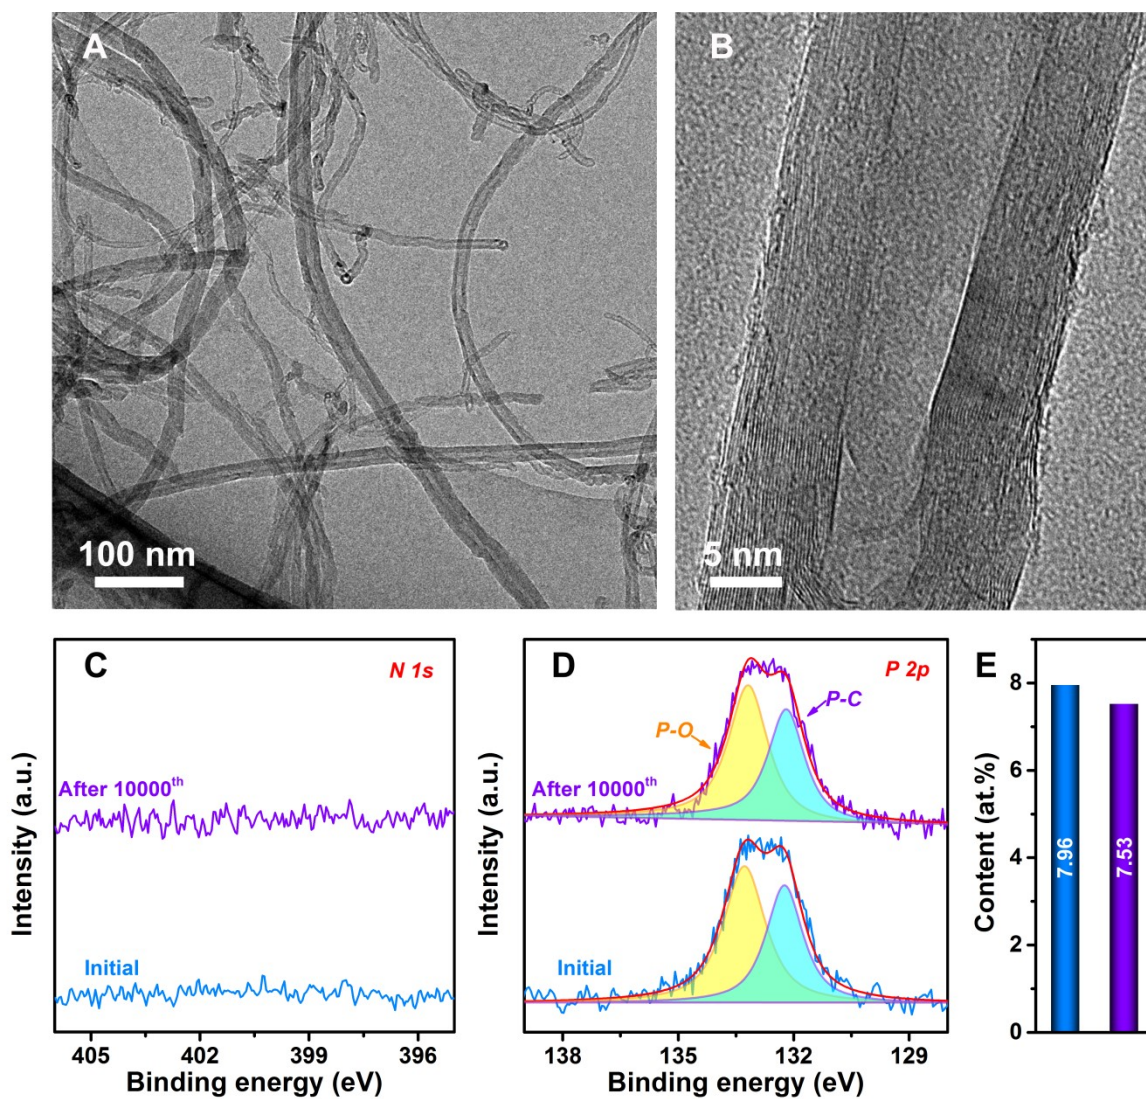 A
100 nm
B
5 nm
C
N 1s
After 10000th
Initial
Intensity (a.u.)
405 402 399 396
Binding energy (eV)
D
P 2p
P-O
P-C
After 10000th
Initial
Intensity (a.u.)
138 135 132 129
Binding energy (eV)
E
8
6
4
2
0
Content (at.%)
7.96
7.53